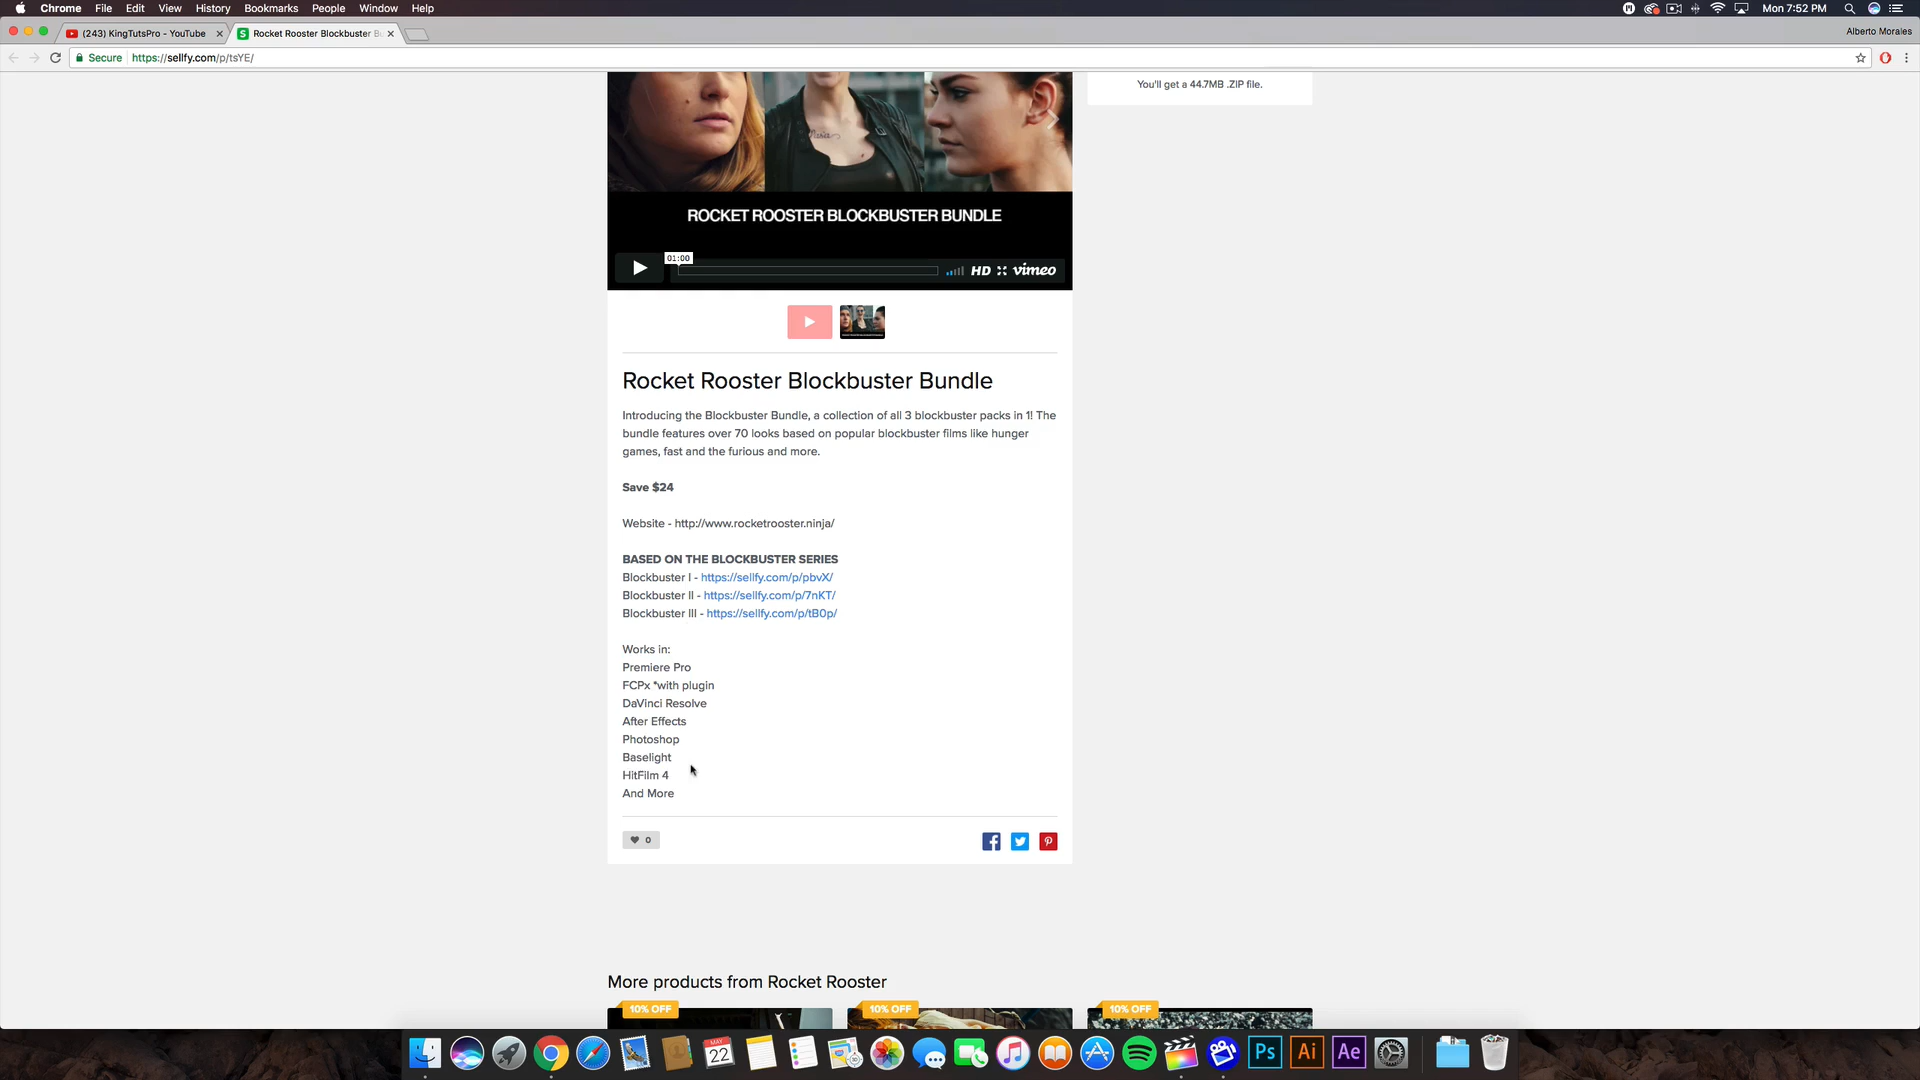 Chrome File Edit View History Bookmarks People Window Help
Mon 7:52 PM
(243) KingTutsPro - YouTube
Rocket Rooster Blockbuster B
Alberto Morales
Secure https://sellfy.com/p/tsYE/
You'll get a 44.7MB .ZIP file.
ROCKET ROOSTER BLOCKBUSTER BUNDLE
01:00
HD vimeo
Rocket Rooster Blockbuster Bundle
Introducing the Blockbuster Bundle, a collection of all 3 blockbuster packs in 1! The
bundle features over 70 looks based on popular blockbuster films like hunger
games, fast and the furious and more.
Save $24
Website - http://www.rocketrooster.ninja/
BASED ON THE BLOCKBUSTER SERIES
Blockbuster I - https://sellfy.com/p/pbvX/
Blockbuster II - https://sellfy.com/p/7nKT/
Blockbuster III - https://sellfy.com/p/tB0p/
Works in:
Premiere Pro
FCPx *with plugin
DaVinci Resolve
After Effects
Photoshop
Baselight
HitFilm 4
And More
0
More products from Rocket Rooster
10% OFF
10% OFF
10% OFF
MAY
22
Ps
Ai
Ae